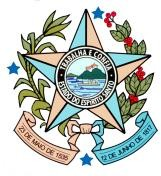 TRABALHA E CONFIA
ESTADO DO ESPIRITO SANTO
23 DE MAIO DE 1535
12 DE JUNHO DE 1817